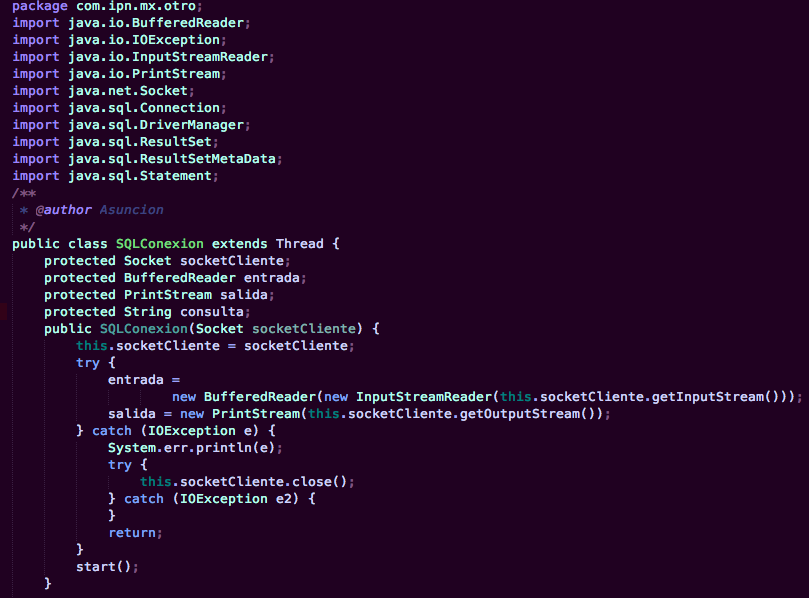 package com.ipn.mx.otro;
import java.io.BufferedReader;
import java.io.IOException;
import java.io.InputStreamReader;
import java.io.PrintStream;
import java.net.Socket;
import java.sql.Connection;
import java.sql.DriverManager;
import java.sql.ResultSet;
import java.sql.ResultSetMetaData;
import java.sql.Statement;
/**
 * @author Asuncion
 */
public class SQLConexion extends Thread {
    protected Socket socketCliente;
    protected BufferedReader entrada;
    protected PrintStream salida;
    protected String consulta;
    public SQLConexion(Socket socketCliente) {
        this.socketCliente = socketCliente;
        try {
            entrada =
                    new BufferedReader(new InputStreamReader(this.socketCliente.getInputStream()));
            salida = new PrintStream(this.socketCliente.getOutputStream());
        } catch (IOException e) {
            System.err.println(e);
            try {
                this.socketCliente.close();
            } catch (IOException e2) {
            }
            return;
        }
        start();
    }